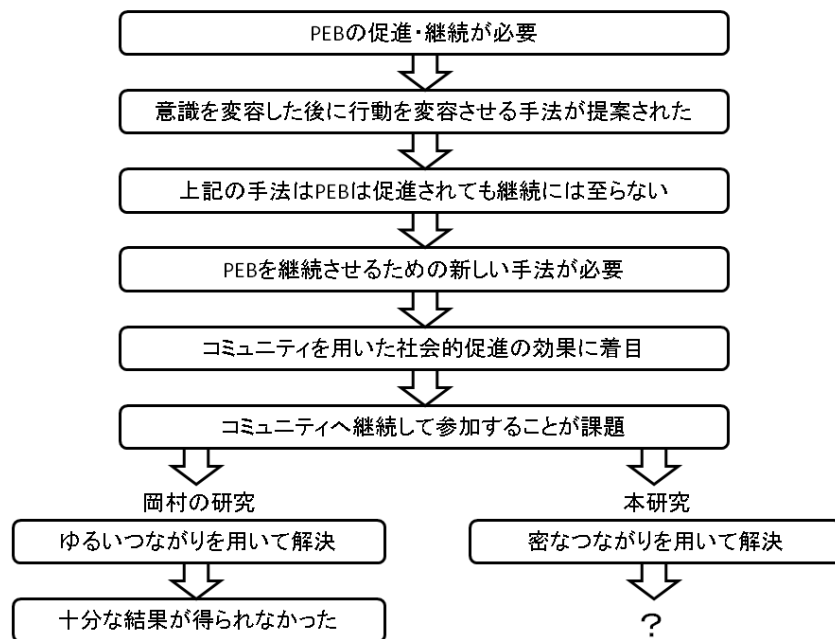 PEBの促進・継続が必要
意識を変容した後に行動を変容させる手法が提案された
上記の手法はPEBは促進されても継続には至らない
PEBを継続させるための新しい手法が必要
コミュニティを用いた社会的促進の効果に着目
コミュニティへ継続して参加することが課題
岡村の研究
ゆるいつながりを用いて解決
十分な結果が得られなかった
本研究
密なつながりを用いて解決
？